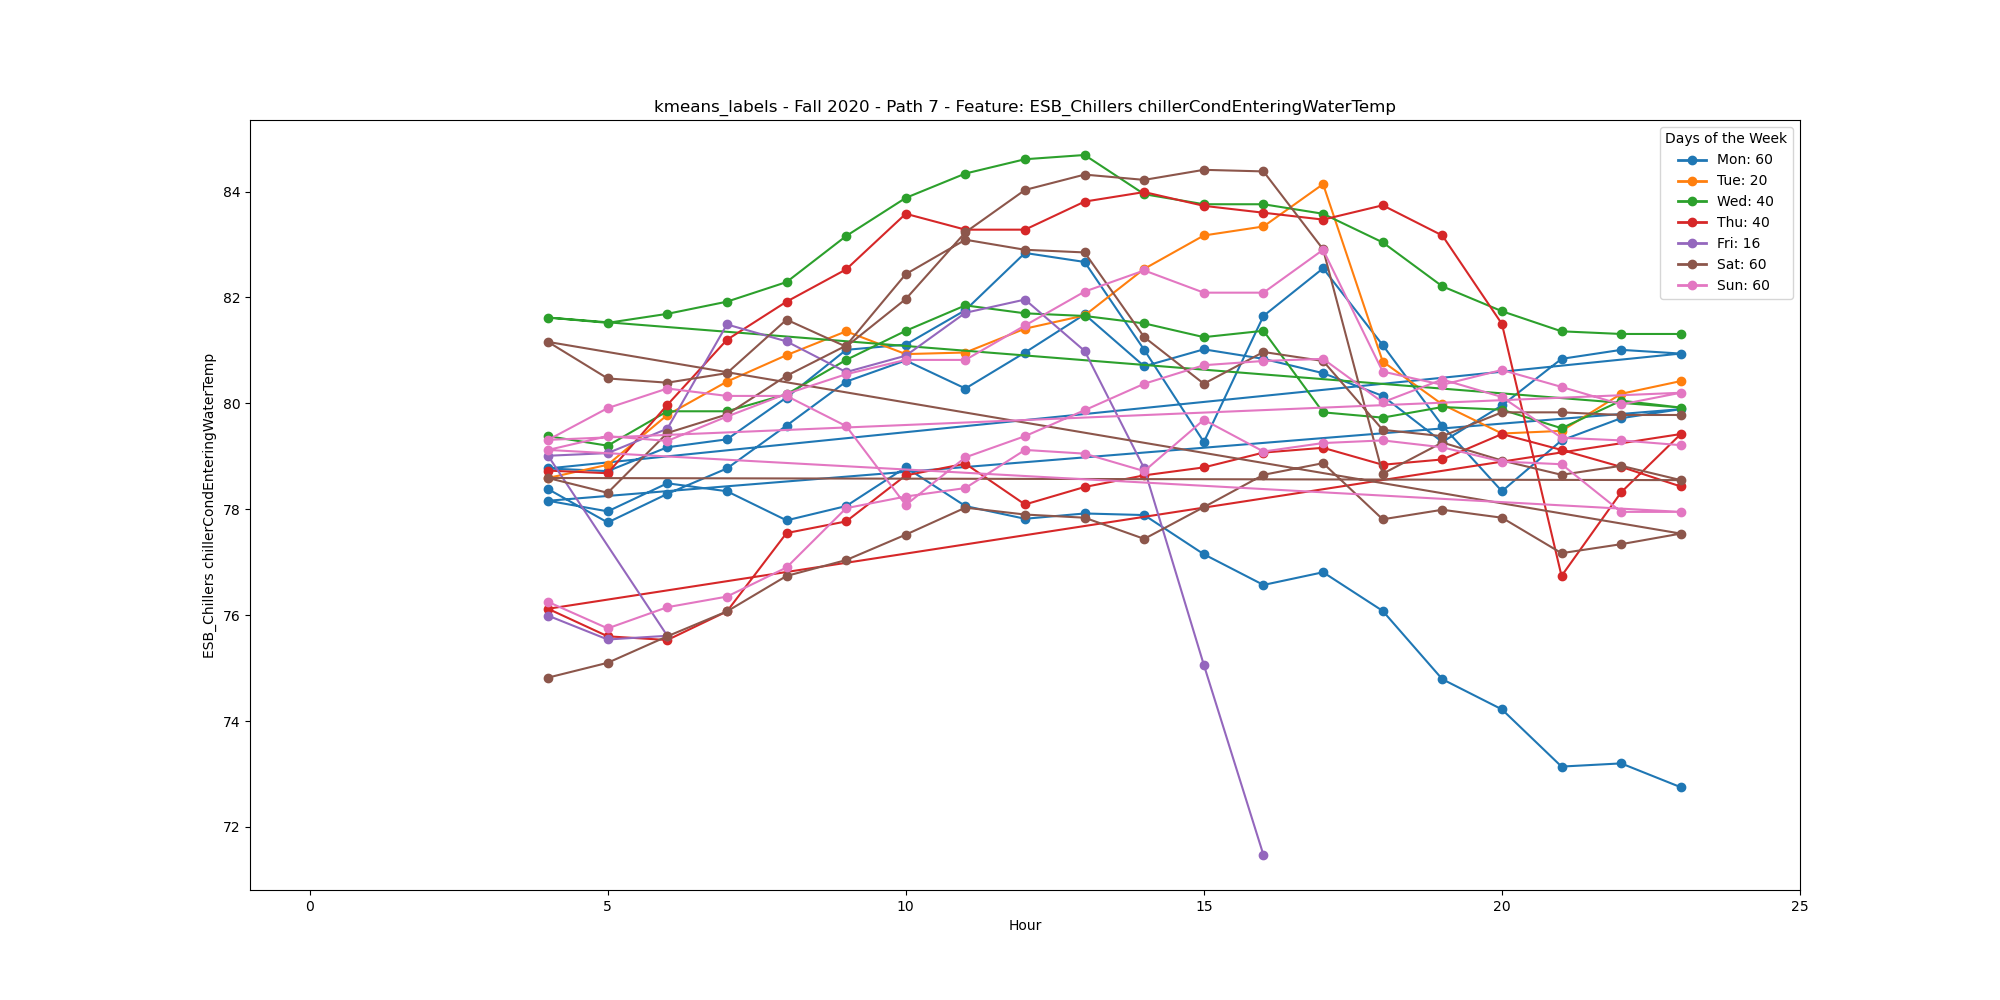 kmeans_labels - Fall 2020 - Path 7 - Feature: ESB_Chillers chillerCondEnteringWaterTemp
Days of the Week
Mon: 60
Tue: 20
Wed: 40
Thu: 40
Fri: 16
Sat: 60
Sun: 60
ESB_Chillers chillerCondEnteringWaterTemp
84
82
80
78
76
74
72
0 5 10 15 20 25
Hour